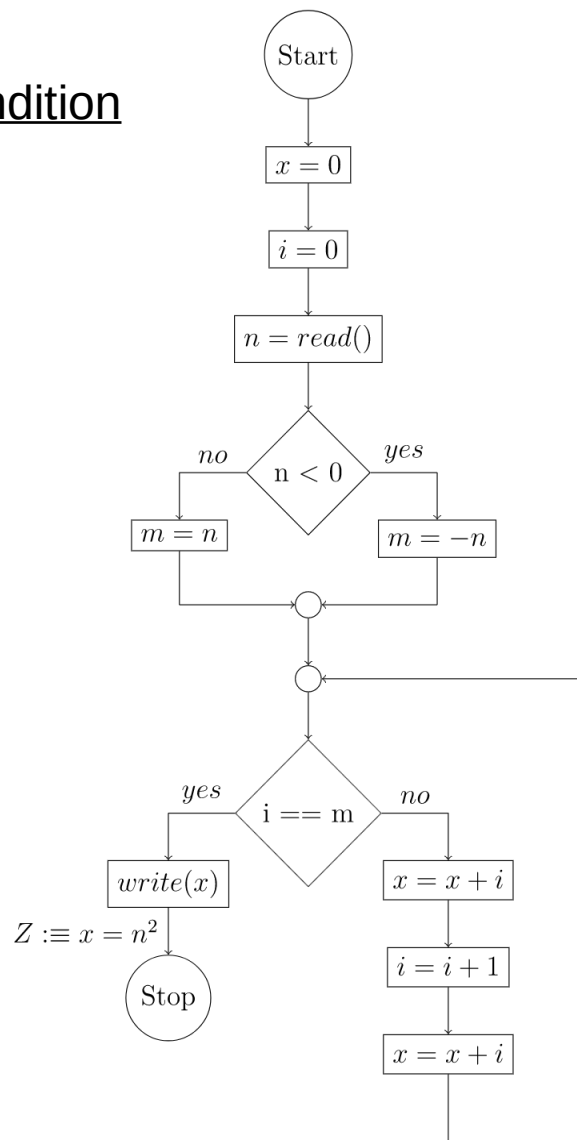 Start
ndition
x = 0
i = 0
n = read()
no
yes
n < 0
m = n
m = −n
yes
no
i == m
write(x)
x = x + i
Z :≡ x = n²
i = i + 1
Stop
x = x + i